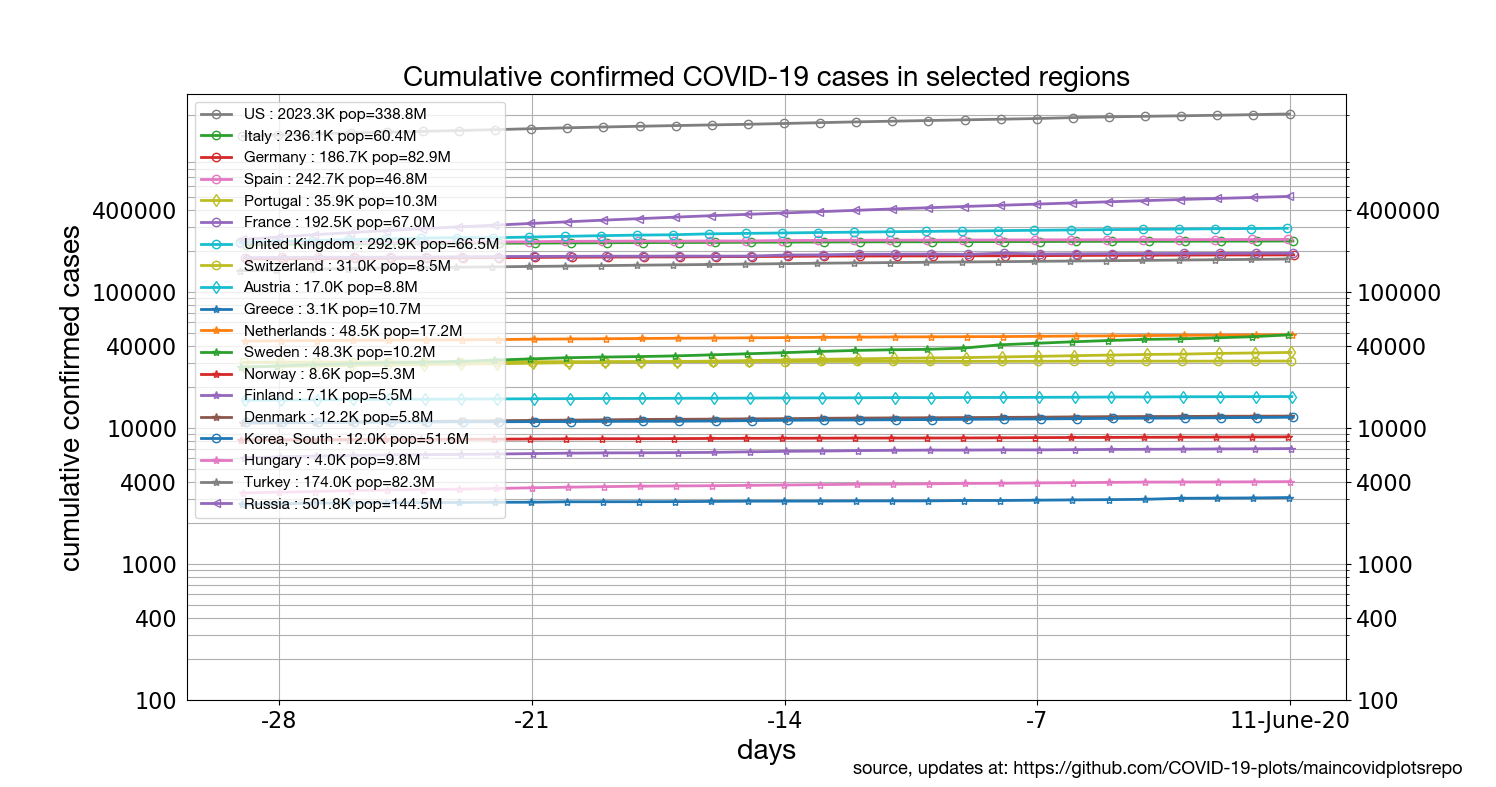 Cumulative confirmed COVID-19 cases in selected regions
US : 2023.3K pop=338.8M
Italy : 236.1K pop=60.4M
Germany : 186.7K pop=82.9M
Spain : 242.7K pop=46.8M
Portugal : 35.9K pop=10.3M
France : 192.5K pop=67.0M
United Kingdom : 292.9K pop=66.5M
Switzerland : 31.0K pop=8.5M
Austria : 17.0K pop=8.8M
Greece : 3.1K pop=10.7M
Netherlands : 48.5K pop=17.2M
Sweden : 48.3K pop=10.2M
Norway : 8.6K pop=5.3M
Finland : 7.1K pop=5.5M
Denmark : 12.2K pop=5.8M
Korea, South : 12.0K pop=51.6M
Hungary : 4.0K pop=9.8M
Turkey : 174.0K pop=82.3M
Russia : 501.8K pop=144.5M
cumulative confirmed cases
400000
100000
40000
10000
4000
1000
400
100
400000
100000
40000
10000
4000
1000
400
100
-28 -21 -14 -7 11-June-20
days
source, updates at: https://github.com/COVID-19-plots/maincovidplotsrepo